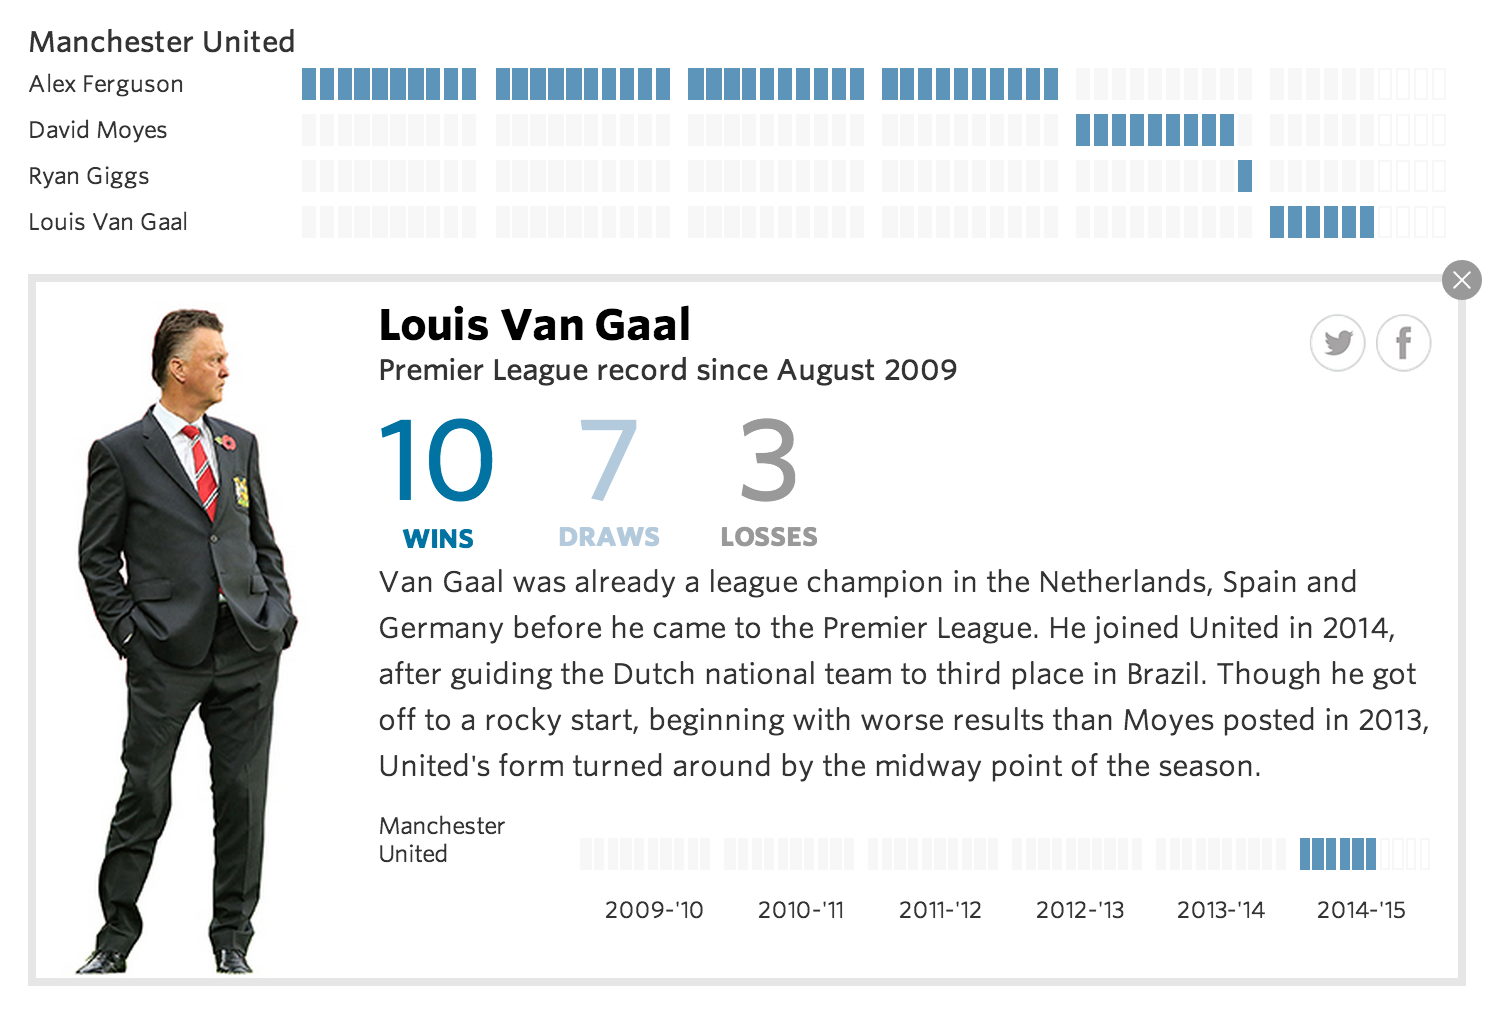 Manchester United
Alex Ferguson
David Moyes
Ryan Giggs
Louis Van Gaal
Louis Van Gaal
Premier League record since August 2009
10 7 3
WINS DRAWS LOSSES
Van Gaal was already a league champion in the Netherlands, Spain and
Germany before he came to the Premier League. He joined United in 2014,
after guiding the Dutch national team to third place in Brazil. Though he got
off to a rocky start, beginning with worse results than Moyes posted in 2013,
United's form turned around by the midway point of the season.
Manchester
United
2009-'10 2010-'11 2011-'12 2012-'13 2013-'14 2014-'15